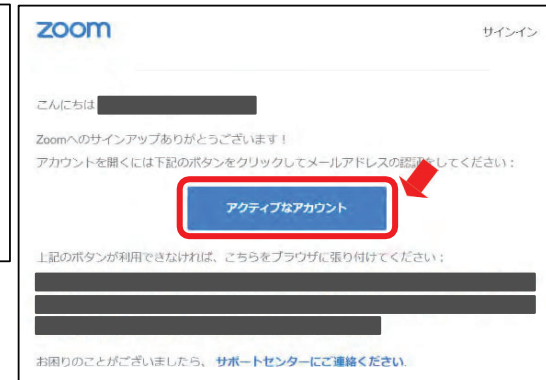 zoom
サインイン
こんにちは
Zoomへのサインアップありがとうございます！
アカウントを開くには下記のボタンをクリックしてメールアドレスの認証をしてください：
アクティブなアカウント
上記のボタンが利用できなければ、こちらをブラウザに張り付けてください：
お困りのことがございましたら、 サポートセンターにご連絡ください.